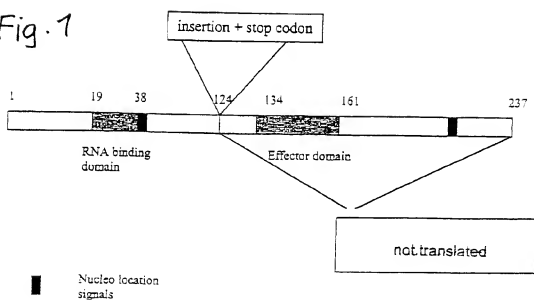 Fig. 1
insertion + stop codon
1 19 38 124 134 161 237
RNA binding
domain
Effector domain
not translated
Nucleo location
signals